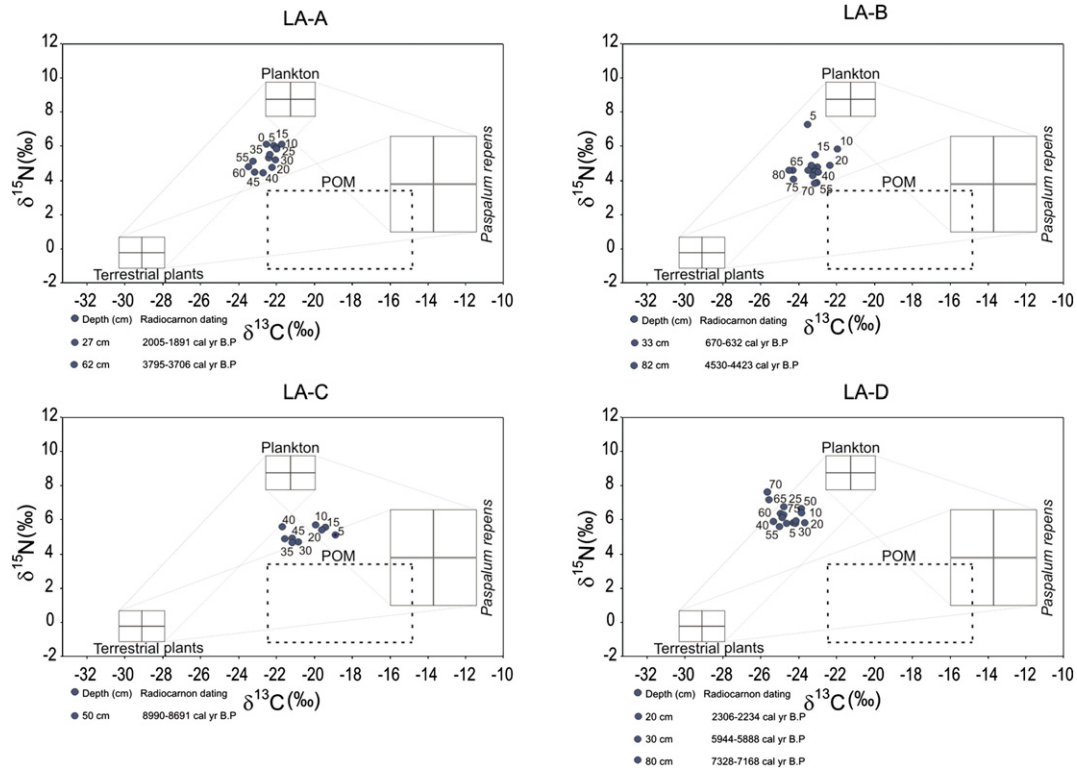 LA-A
12
10
8
6
4
2
0
-2
δ15N(‰)
Plankton
0 5 15
10
35 25
55 30
60 20
45 40
POM
Paspalum repens
Terrestrial plants
-32 -30 -28 -26 -24 -22 -20 -18 -16 -14 -12 -10
δ13C(‰)
Depth (cm) Radiocarnon dating
27 cm 2005-1891 cal yr B.P
62 cm 3795-3706 cal yr B.P
LA-B
12
10
8
6
4
2
0
-2
δ15N(‰)
Plankton
5
10
15
65 20
80 40
75 70 55
POM
Paspalum repens
Terrestrial plants
-32 -30 -28 -26 -24 -22 -20 -18 -16 -14 -12 -10
δ13C(‰)
Depth (cm) Radiocarnon dating
33 cm 670-632 cal yr B.P
82 cm 4530-4423 cal yr B.P
LA-C
12
10
8
6
4
2
0
-2
δ15N(‰)
Plankton
40 10 15
45 20 5
35 30
POM
Paspalum repens
Terrestrial plants
-32 -30 -28 -26 -24 -22 -20 -18 -16 -14 -12 -10
δ13C(‰)
Depth (cm) Radiocarnon dating
50 cm 8990-8691 cal yr B.P
LA-D
12
10
8
6
4
2
0
-2
δ15N(‰)
Plankton
70
65 25 50
60 75 10
40 20
55 5 30
POM
Paspalum repens
Terrestrial plants
-32 -30 -28 -26 -24 -22 -20 -18 -16 -14 -12 -10
δ13C(‰)
Depth (cm) Radiocarnon dating
20 cm 2306-2234 cal yr B.P
30 cm 5944-5888 cal yr B.P
80 cm 7328-7168 cal yr B.P